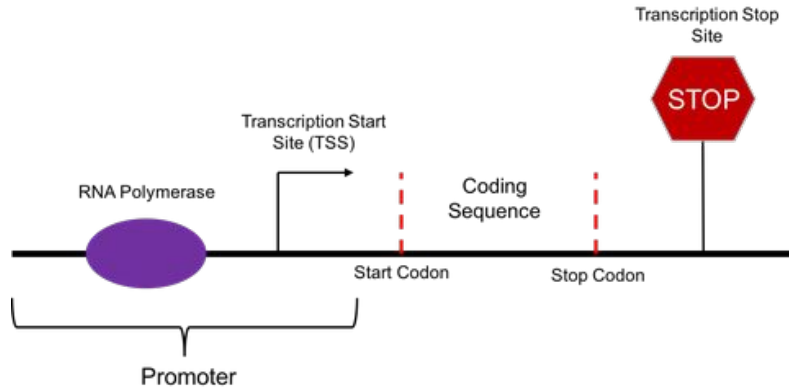 Transcription Stop
Site
STOP
Transcription Start
Site (TSS)
RNA Polymerase
Coding
Sequence
Start Codon
Stop Codon
Promoter